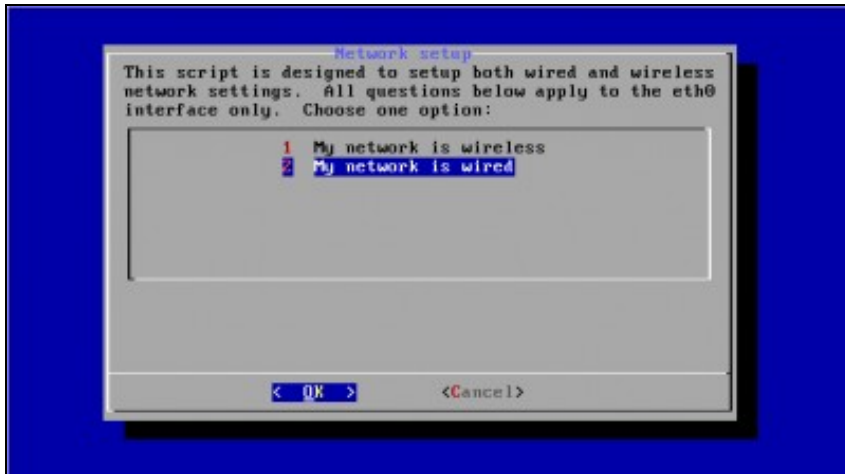 Network setup
This script is designed to setup both wired and wireless
network settings.  All questions below apply to the eth0
interface only.  Choose one option:
1  My network is wireless
2  My network is wired
<  OK  >  <Cancel>